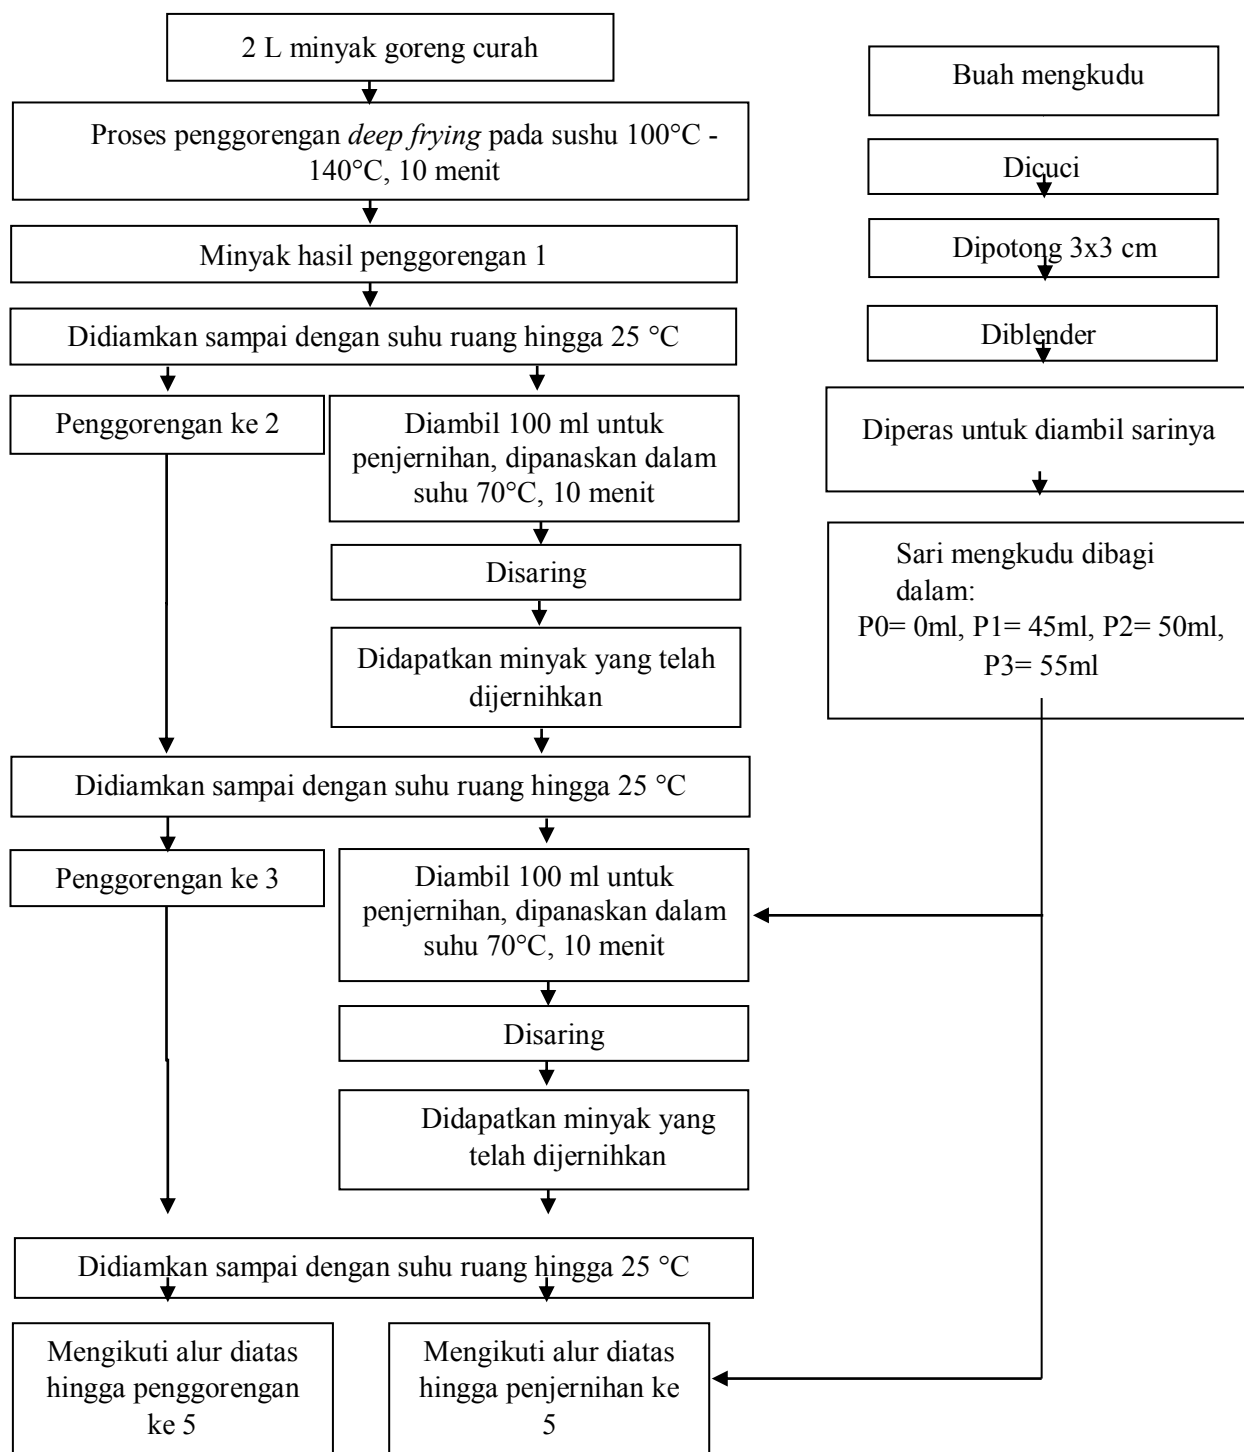 2 L minyak goreng curah
Proses penggorengan deep frying pada sushu 100°C -
140°C, 10 menit
Minyak hasil penggorengan 1
Didiamkan sampai dengan suhu ruang hingga 25 °C
Penggorengan ke 2
Diambil 100 ml untuk
penjernihan, dipanaskan dalam
suhu 70°C, 10 menit
Disaring
Didapatkan minyak yang telah
dijernihkan
Didiamkan sampai dengan suhu ruang hingga 25 °C
Penggorengan ke 3
Diambil 100 ml untuk
penjernihan, dipanaskan dalam
suhu 70°C, 10 menit
Disaring
Didapatkan minyak yang
telah dijernihkan
Didiamkan sampai dengan suhu ruang hingga 25 °C
Mengikuti alur diatas
hingga penggorengan
ke 5
Mengikuti alur diatas
hingga penjernihan ke
5
Buah mengkudu
Dicuci
Dipotong 3x3 cm
Diblender
Diperas untuk diambil sarinya
Sari mengkudu dibagi
dalam:
P0= 0ml, P1= 45ml, P2= 50ml,
P3= 55ml